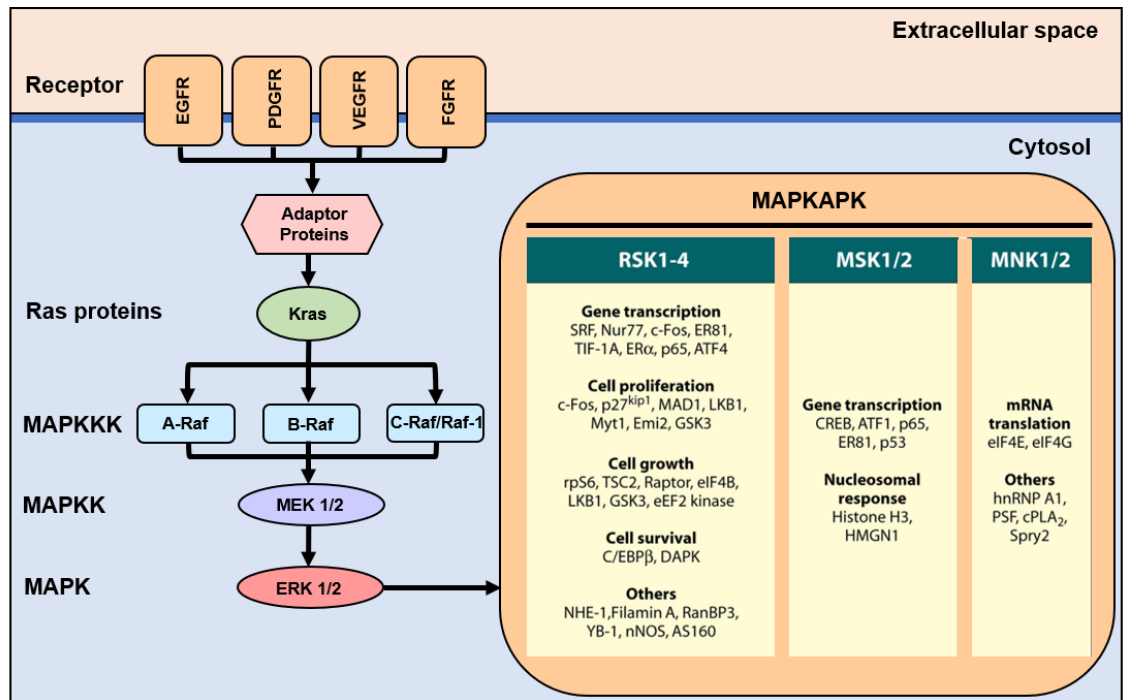 Extracellular space
Receptor
EGFR
PDGFR
VEGFR
FGFR
Cytosol
Adaptor
Proteins
Ras proteins
Kras
MAPKKK
A-Raf
B-Raf
C-Raf/Raf-1
MAPKK
MEK 1/2
MAPK
ERK 1/2
MAPKAPK
RSK1-4
Gene transcription
SRF, Nur77, c-Fos, ER81,
TIF-1A, ERα, p65, ATF4
Cell proliferation
c-Fos, p27kip1, MAD1, LKB1,
Myt1, Emi2, GSK3
Cell growth
rpS6, TSC2, Raptor, eIF4B,
LKB1, GSK3, eEF2 kinase
Cell survival
C/EBPβ, DAPK
Others
NHE-1,Filamin A, RanBP3,
YB-1, nNOS, AS160
MSK1/2
Gene transcription
CREB, ATF1, p65,
ER81, p53
Nucleosomal
response
Histone H3,
HMGN1
MNK1/2
mRNA
translation
eIF4E, eIF4G
Others
hnRNP A1,
PSF, cPLA₂,
Spry2